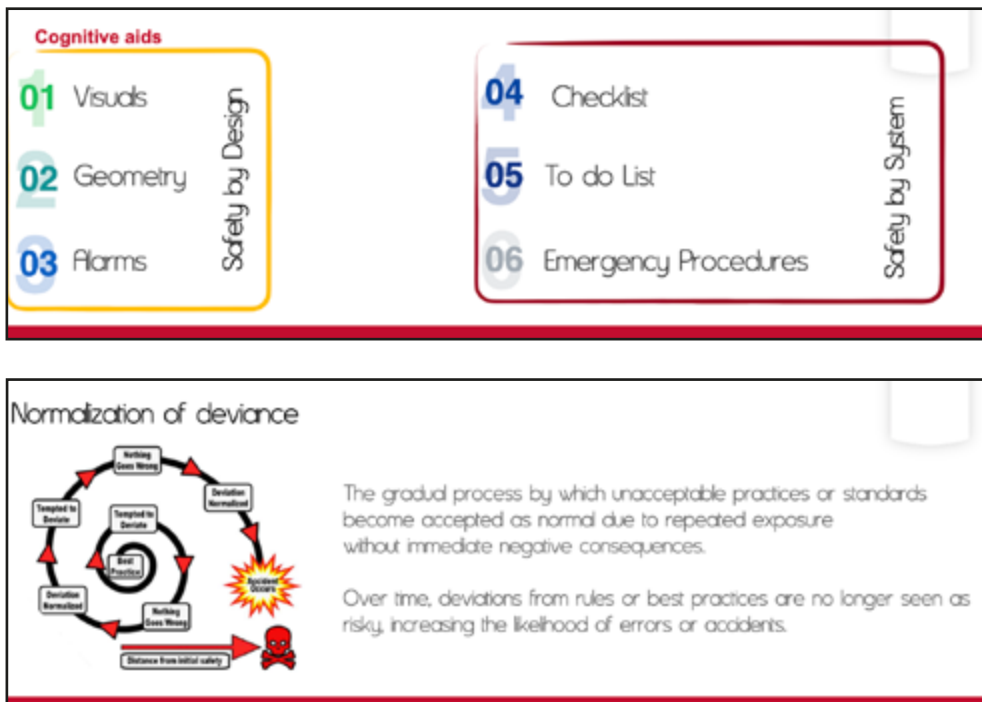 Cognitive aids
01 Visuals
02 Geometry
03 Alarms
Safety by Design
04 Checklist
05 To do List
06 Emergency Procedures
Safety by System
Normalization of deviance
Nothing
Goes Wrong
Deviation
Normalized
Tempted to
Deviate
Tempted to
Deviate
Best
Practice
Accident
Occurs
Deviation
Normalized
Nothing
Goes Wrong
Distance from initial safety
The gradual process by which unacceptable practices or standards
become accepted as normal due to repeated exposure
without immediate negative consequences.
Over time, deviations from rules or best practices are no longer seen as
risky, increasing the likelihood of errors or accidents.